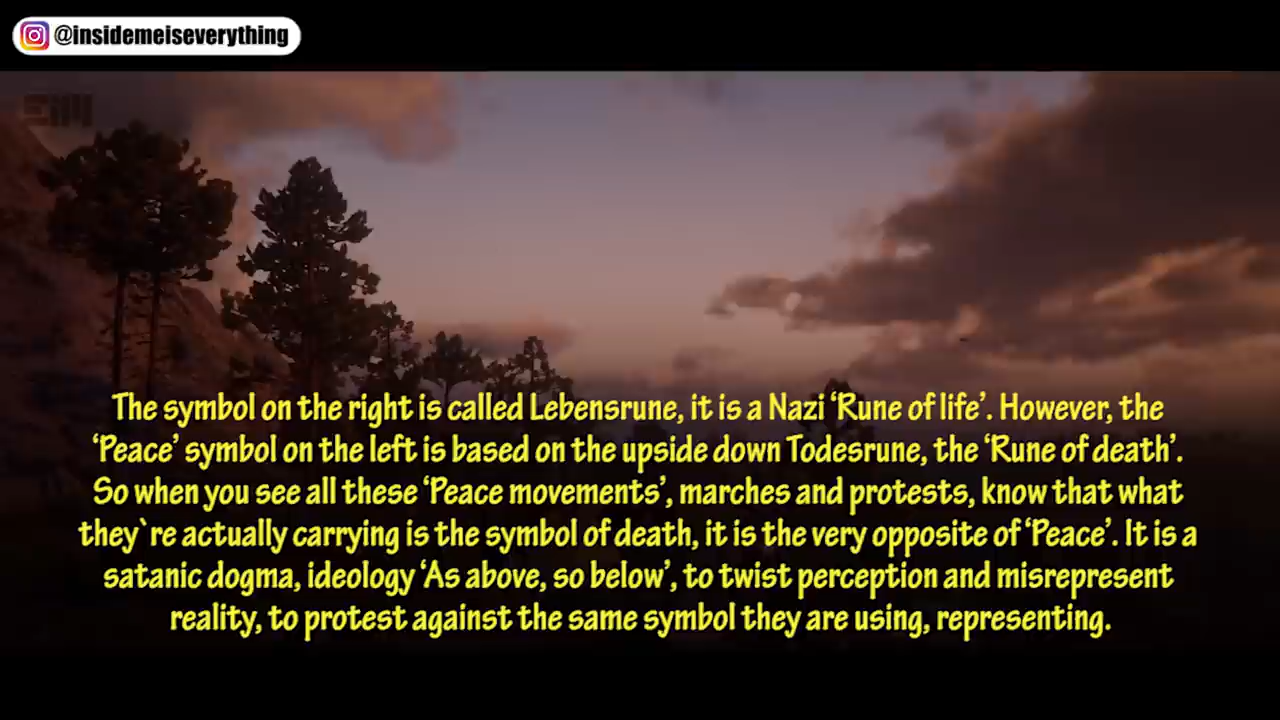 @insidemeiseverything
The symbol on the right is called Lebensrune, it is a Nazi ‘Rune of life’. However, the
‘Peace’ symbol on the left is based on the upside down Todesrune, the ‘Rune of death’.
So when you see all these ‘Peace movements’, marches and protests, know that what
they`re actually carrying is the symbol of death, it is the very opposite of ‘Peace’. It is a
satanic dogma, ideology ‘As above, so below’, to twist perception and misrepresent
reality, to protest against the same symbol they are using, representing.